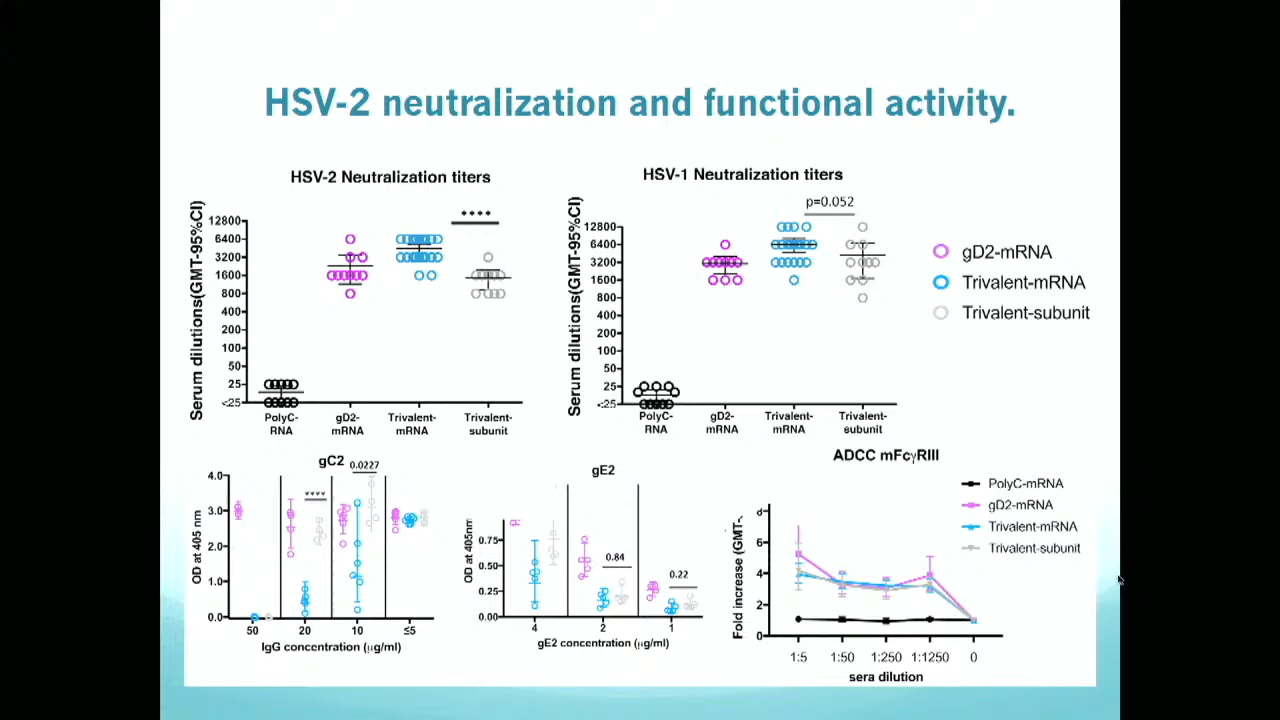 HSV-2 neutralization and functional activity.
HSV-2 Neutralization titers
Serum dilutions(GMT-95%CI)
12800
6400
3200
1600
800
400
200
100
50
25
<25
****
PolyC-RNA
gD2-mRNA
Trivalent-mRNA
Trivalent-subunit
HSV-1 Neutralization titers
Serum dilutions(GMT-95%CI)
12800
6400
3200
1600
800
400
200
100
50
25
<25
p=0.052
PolyC-RNA
gD2-mRNA
Trivalent-mRNA
Trivalent-subunit
gD2-mRNA
Trivalent-mRNA
Trivalent-subunit
gC2
OD at 405 nm
4.0
3.0
2.0
1.0
0.0
****
0.0227
50
20
10
≤5
IgG concentration (μg/ml)
gE2
OD at 405nm
0.75
0.50
0.25
0.00
0.84
0.22
4
2
1
gE2 concentration (μg/ml)
ADCC mFcγRIII
Fold increase (GMT-
8
6
4
2
0
PolyC-mRNA
gD2-mRNA
Trivalent-mRNA
Trivalent-subunit
1:5
1:50
1:250
1:1250
0
sera dilution